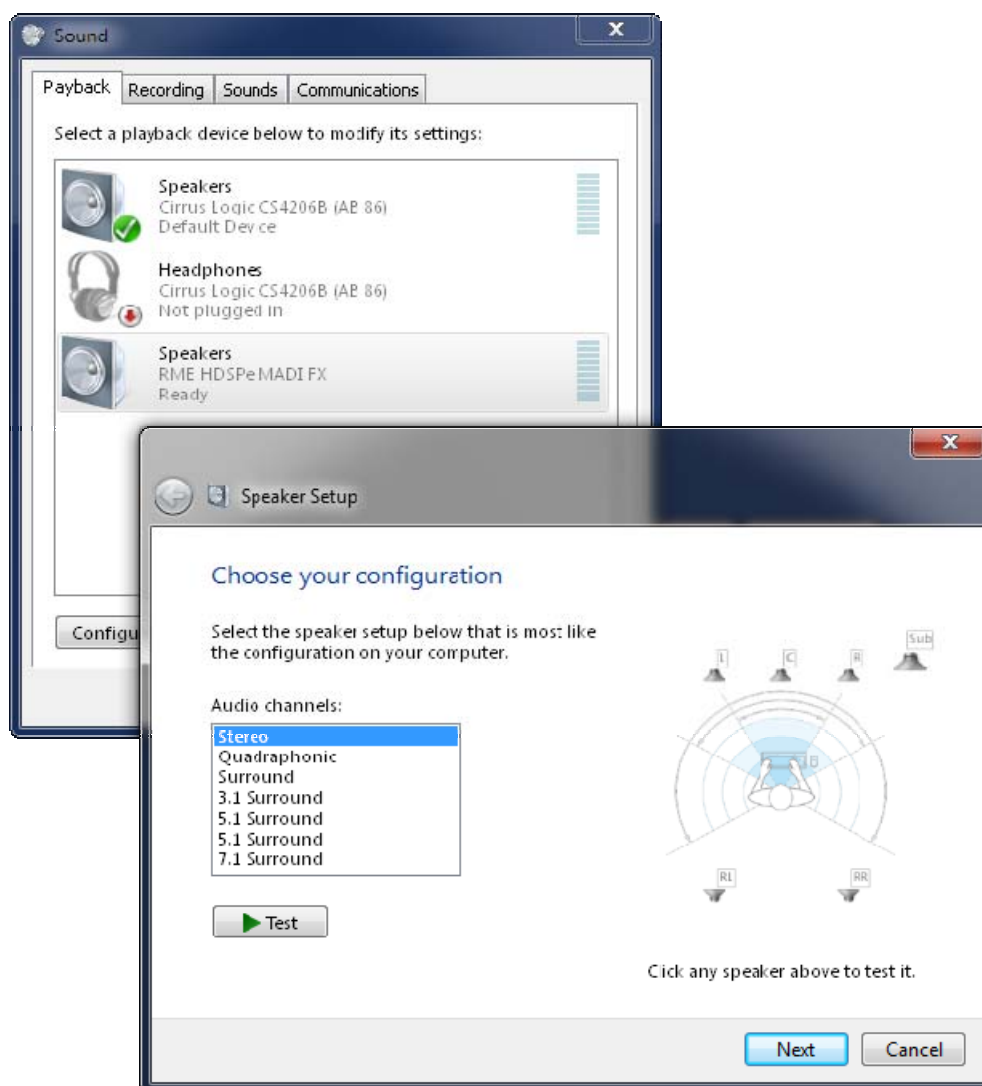 Sound
Payback Recording Sounds Communications
Select a playback device below to modify its settings:
Speakers
Cirrus Logic CS4206B (AB 86)
Default Device
Headphones
Cirrus Logic CS4206B (AB 86)
Not plugged in
Speakers
RME HDSPe MADI FX
Ready
Configu
Speaker Setup
Choose your configuration
Select the speaker setup below that is most like
the configuration on your computer.
Audio channels:
Stereo
Quadraphonic
Surround
3.1 Surround
5.1 Surround
5.1 Surround
7.1 Surround
Test
L C R Sub
RL RR
Click any speaker above to test it.
Next Cancel